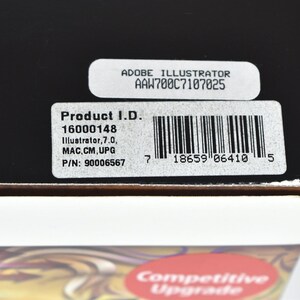 ADOBE ILLUSTRATOR
AAW700C7107025
Product I.D.
16000148
Illustrator,7.0,
MAC,CM,UPG
P/N: 90006567
7 18659 06410 5
Competitive
Upgrade